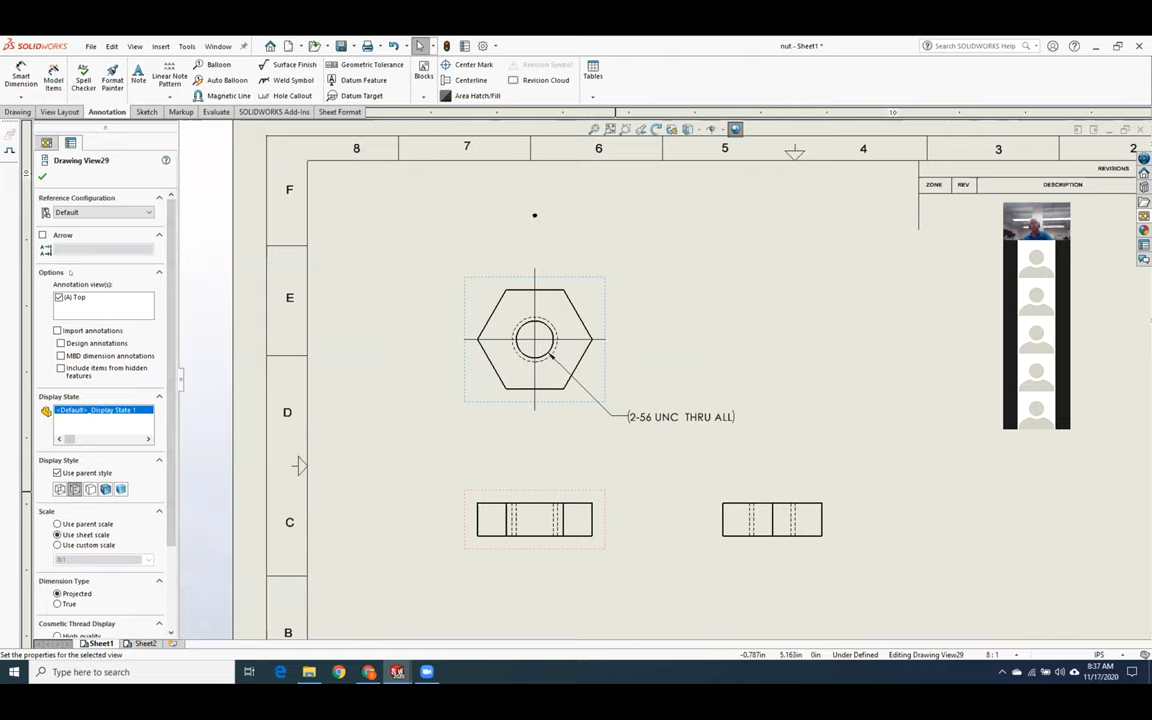 SOLIDWORKS File Edit View Insert Tools Window nut - Sheet1 * Search SOLIDWORKS Help
Smart Dimension
Model Items
Spell Checker
Format Painter
Note
Linear Note Pattern
Balloon
Auto Balloon
Magnetic Line
Surface Finish
Weld Symbol
Hole Callout
Geometric Tolerance
Datum Feature
Datum Target
Blocks
Center Mark
Centerline
Area Hatch/Fill
Revision Symbol
Revision Cloud
Tables
Drawing View Layout Annotation Sketch Markup Evaluate SOLIDWORKS Add-Ins Sheet Format
10
Drawing View29
Reference Configuration
Default
Arrow
Options
Annotation view(s):
(A) Top
Import annotations
Design annotations
MBD dimension annotations
Include items from hidden
features
Display State
<Default>_Display State 1
Display Style
Use parent style
Scale
Use parent scale
Use sheet scale
Use custom scale
8:1
Dimension Type
Projected
True
Cosmetic Thread Display
High quality
8 7 6 5 4 3 2
REVISIONS
ZONE REV DESCRIPTION
F
E
D
C
B
(2-56 UNC THRU ALL)
Sheet1 Sheet2
Set the properties for the selected view
-0.787in 5.163in 0in Under Defined Editing Drawing View29 8 : 1 IPS
Type here to search
SW
2020
8:37 AM
11/17/2020